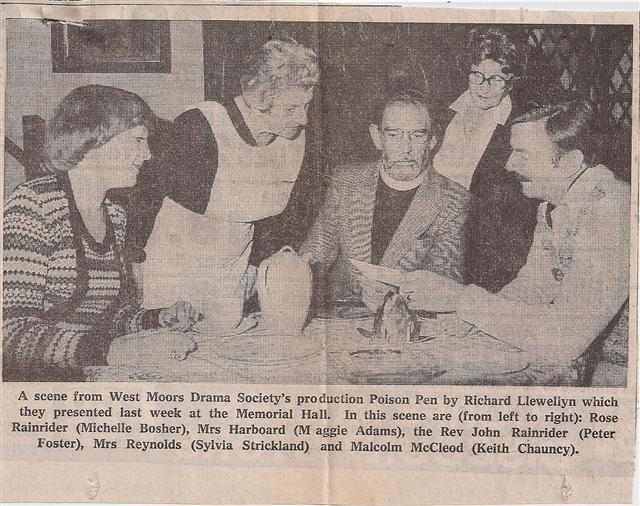 A scene from West Moors Drama Society's production Poison Pen by Richard Llewellyn which
they presented last week at the Memorial Hall. In this scene are (from left to right): Rose
Rainrider (Michelle Bosher), Mrs Harboard (M aggie Adams), the Rev John Rainrider (Peter
Foster), Mrs Reynolds (Sylvia Strickland) and Malcolm McCleod (Keith Chauncy).